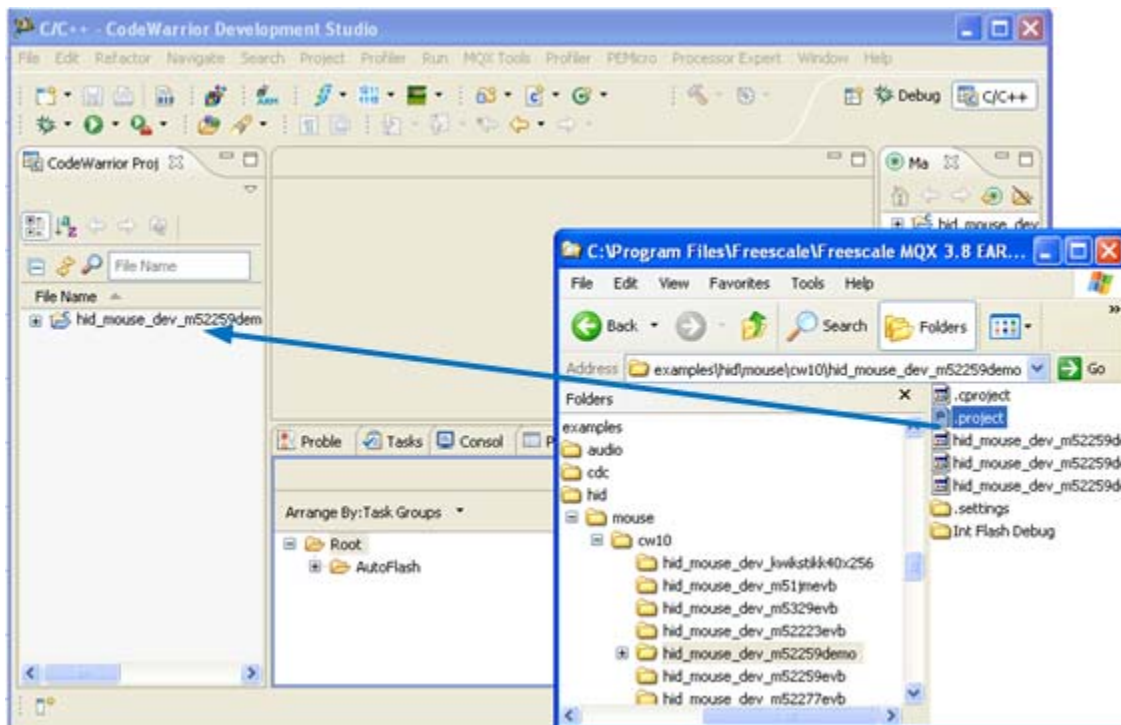 C/C++ - CodeWarrior Development Studio
File Edit Refactor Navigate Search Project Profiler Run MQX Tools Profiler PEMicro Processor Expert Window Help
Debug C/C++
CodeWarrior Proj
Ma
hid_mouse_dev
File Name
File Name
hid_mouse_dev_m52259dem
Proble Tasks Consol P
Arrange By:Task Groups
Root
AutoFlash
C:\Program Files\Freescale\Freescale MQX 3.8 EAR...
File Edit View Favorites Tools Help
Back Search Folders
Address examples\hid\mouse\cw10\hid_mouse_dev_m52259demo Go
Folders
examples
audio
cdc
hid
mouse
cw10
hid_mouse_dev_kwikstikk40x256
hid_mouse_dev_m51jmevb
hid_mouse_dev_m5329evb
hid_mouse_dev_m52223evb
hid_mouse_dev_m52259demo
hid_mouse_dev_m52259evb
hid_mouse_dev_m52277evb
.cproject
.project
hid_mouse_dev_m52259d
hid_mouse_dev_m52259d
hid_mouse_dev_m52259d
.settings
Int Flash Debug